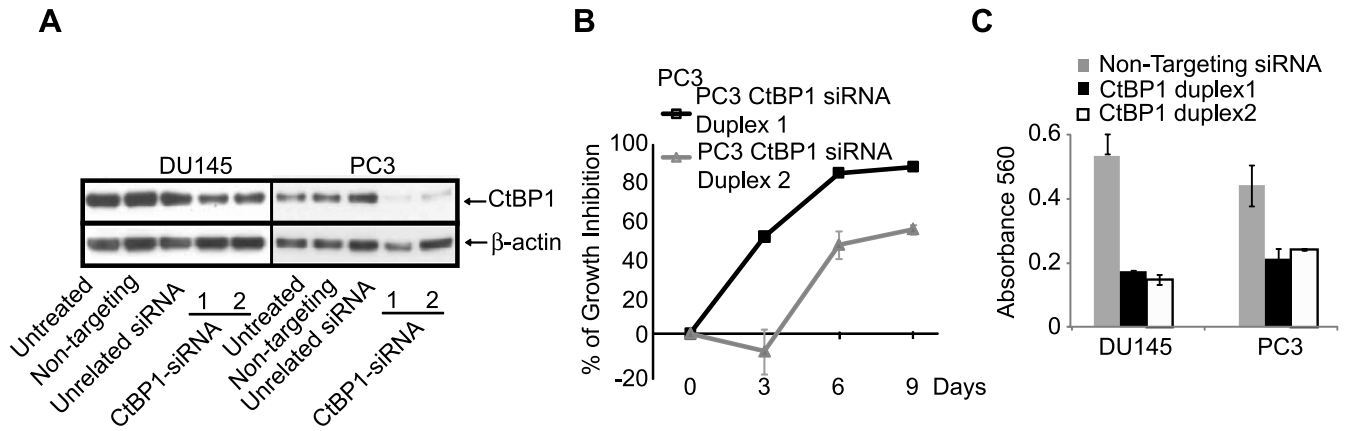 A
DU145
PC3
CtBP1
β-actin
Untreated
Non-targeting
Unrelated siRNA
1
2
CtBP1-siRNA
Untreated
Non-targeting
Unrelated siRNA
1
2
CtBP1-siRNA
B
PC3
PC3 CtBP1 siRNA
Duplex 1
PC3 CtBP1 siRNA
Duplex 2
% of Growth Inhibition
100
80
60
40
20
0
-20
0
3
6
9
Days
C
Non-Targeting siRNA
CtBP1 duplex1
CtBP1 duplex2
Absorbance 560
0.6
0.4
0.2
0
DU145
PC3